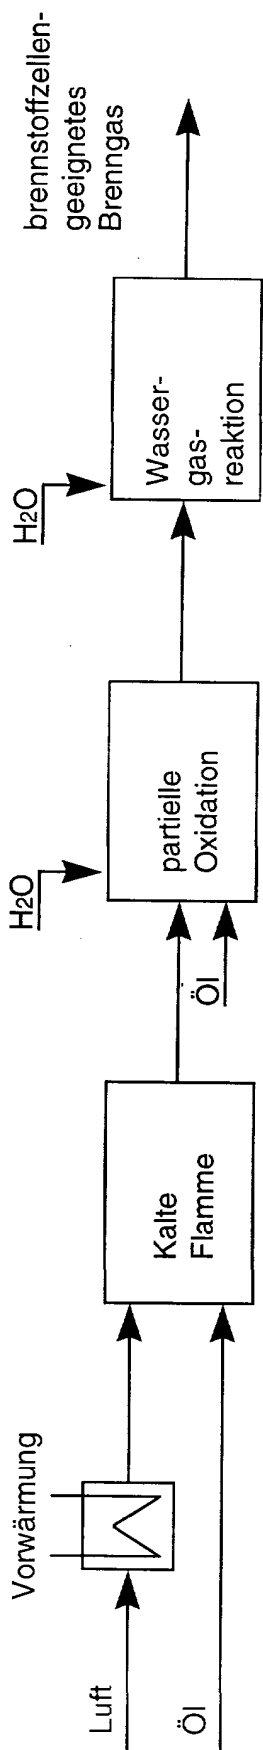 Luft
Öl
Vorwärmung
Kalte
Flamme
Öl
H2O
partielle
Oxidation
H2O
Wasser-
gas-
reaktion
brennstoffzellen-
geeignetes
Brenngas